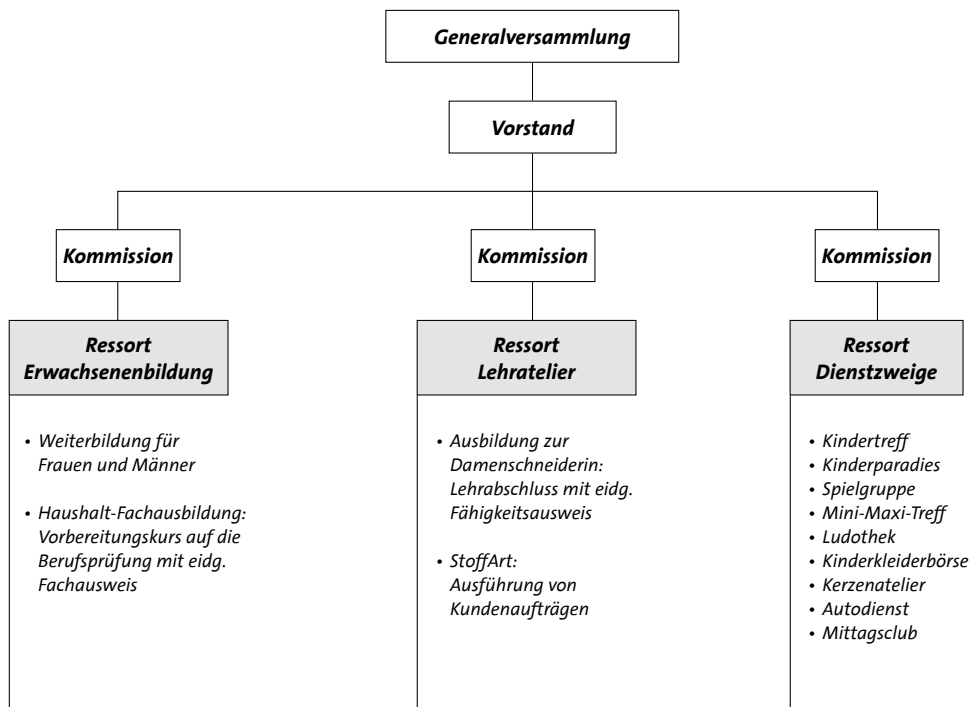 Generalversammlung
Vorstand
Kommission
Kommission
Kommission
Ressort
Erwachsenenbildung
Ressort
Lehratelier
Ressort
Dienstzweige
• Weiterbildung für
Frauen und Männer
• Haushalt-Fachausbildung:
Vorbereitungskurs auf die
Berufsprüfung mit eidg.
Fachausweis
• Ausbildung zur
Damenschneiderin:
Lehrabschluss mit eidg.
Fähigkeitsausweis
• StoffArt:
Ausführung von
Kundenaufträgen
• Kindertreff
• Kinderparadies
• Spielgruppe
• Mini-Maxi-Treff
• Ludothek
• Kinderkleiderbörse
• Kerzenatelier
• Autodienst
• Mittagsclub